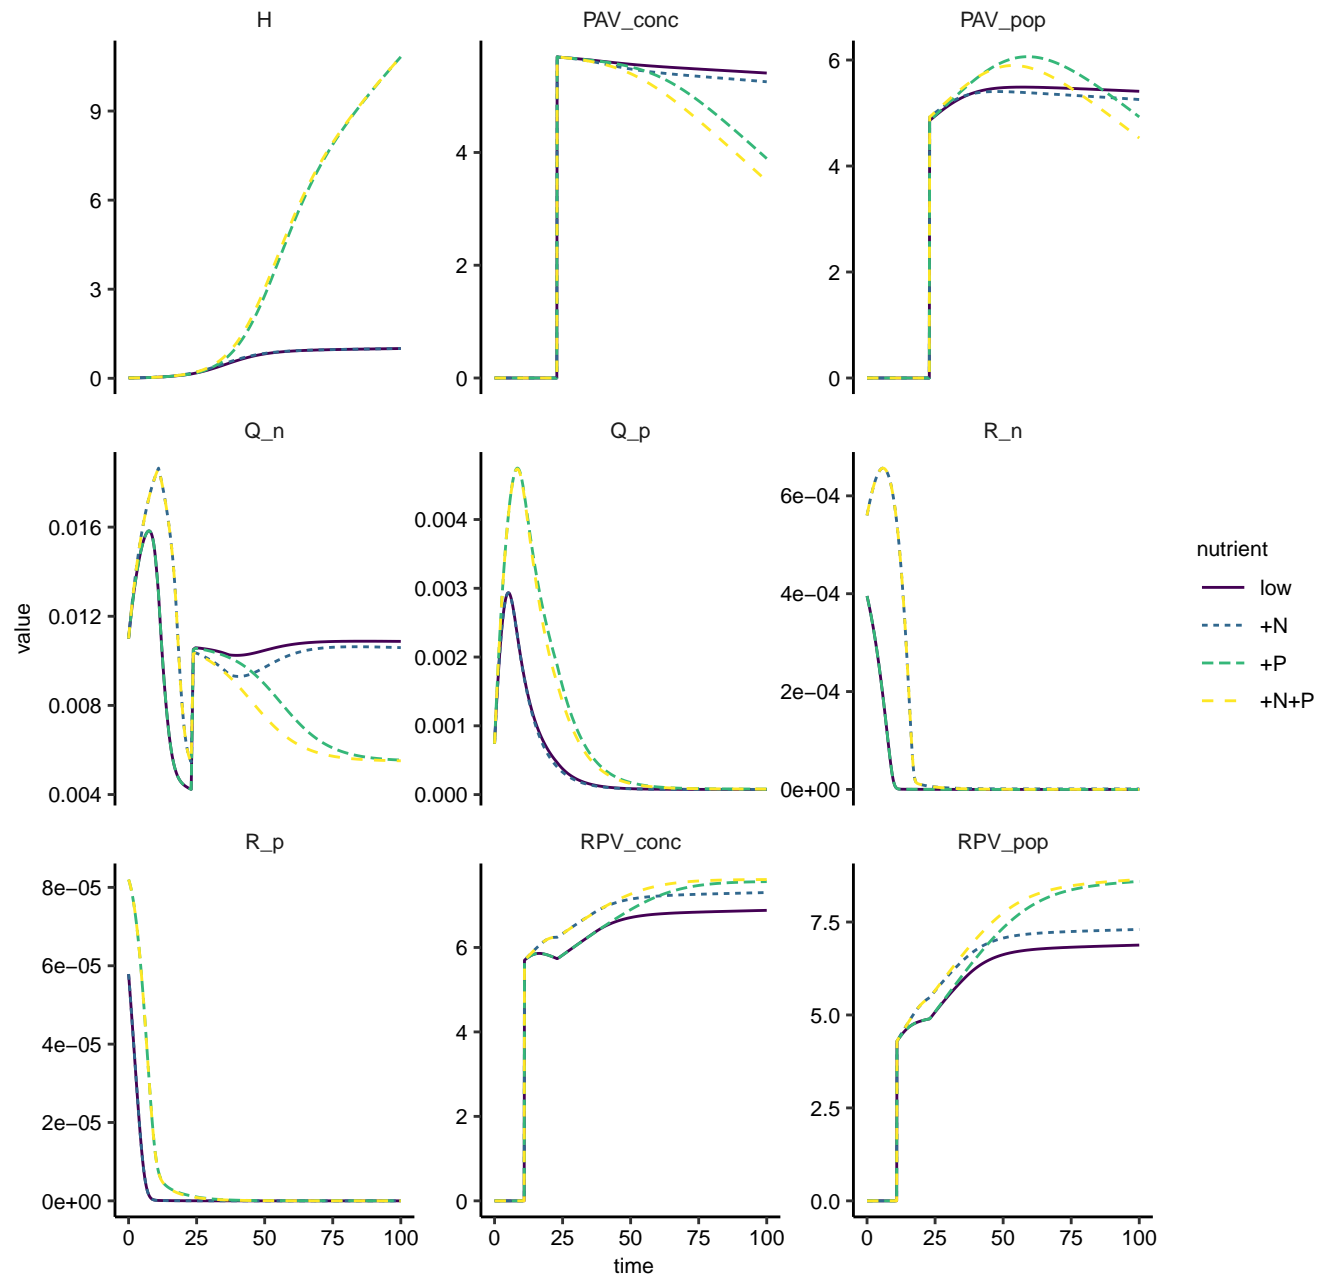 H
PAV_conc
PAV_pop
9
6
3
0
4
2
0
6
4
2
0
Q_n
Q_p
R_n
value
0.016
0.012
0.008
0.004
0.004
0.003
0.002
0.001
0.000
6e−04
4e−04
2e−04
0e+00
nutrient
low
+N
+P
+N+P
R_p
RPV_conc
RPV_pop
8e−05
6e−05
4e−05
2e−05
0e+00
6
4
2
0
7.5
5.0
2.5
0.0
0 25 50 75 100
0 25 50 75 100
0 25 50 75 100
time